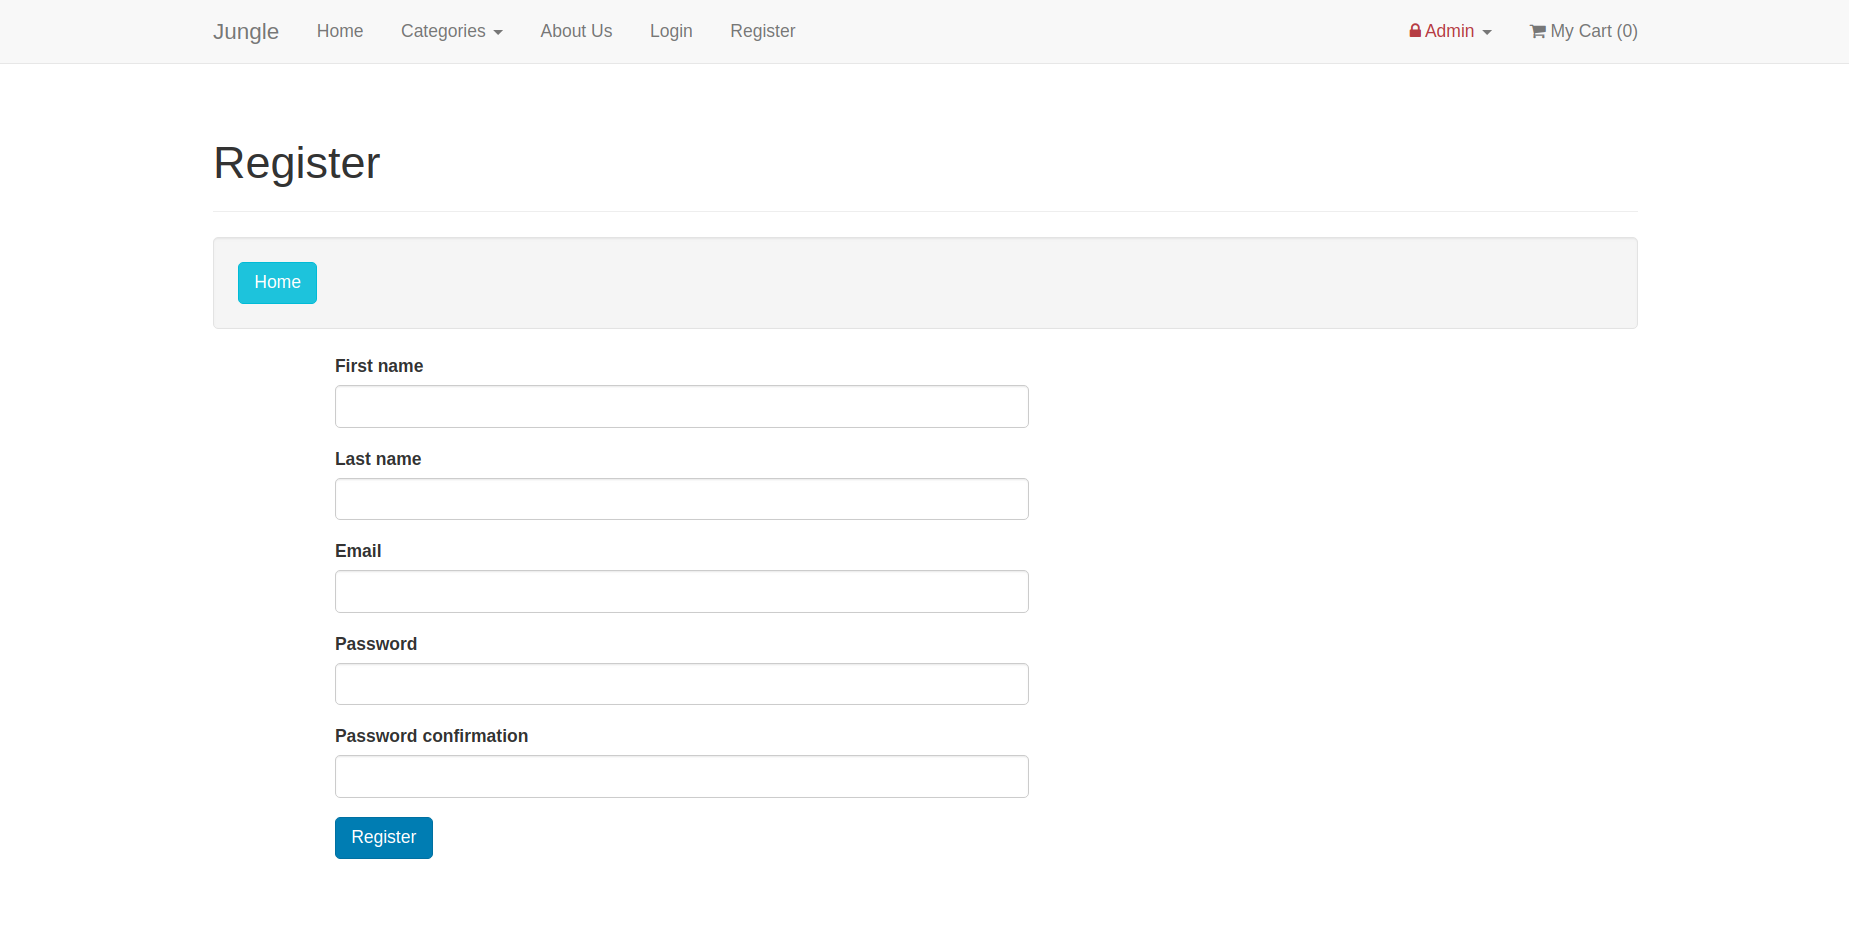 Jungle Home Categories About Us Login Register Admin My Cart (0)
Register
Home
First name
Last name
Email
Password
Password confirmation
Register